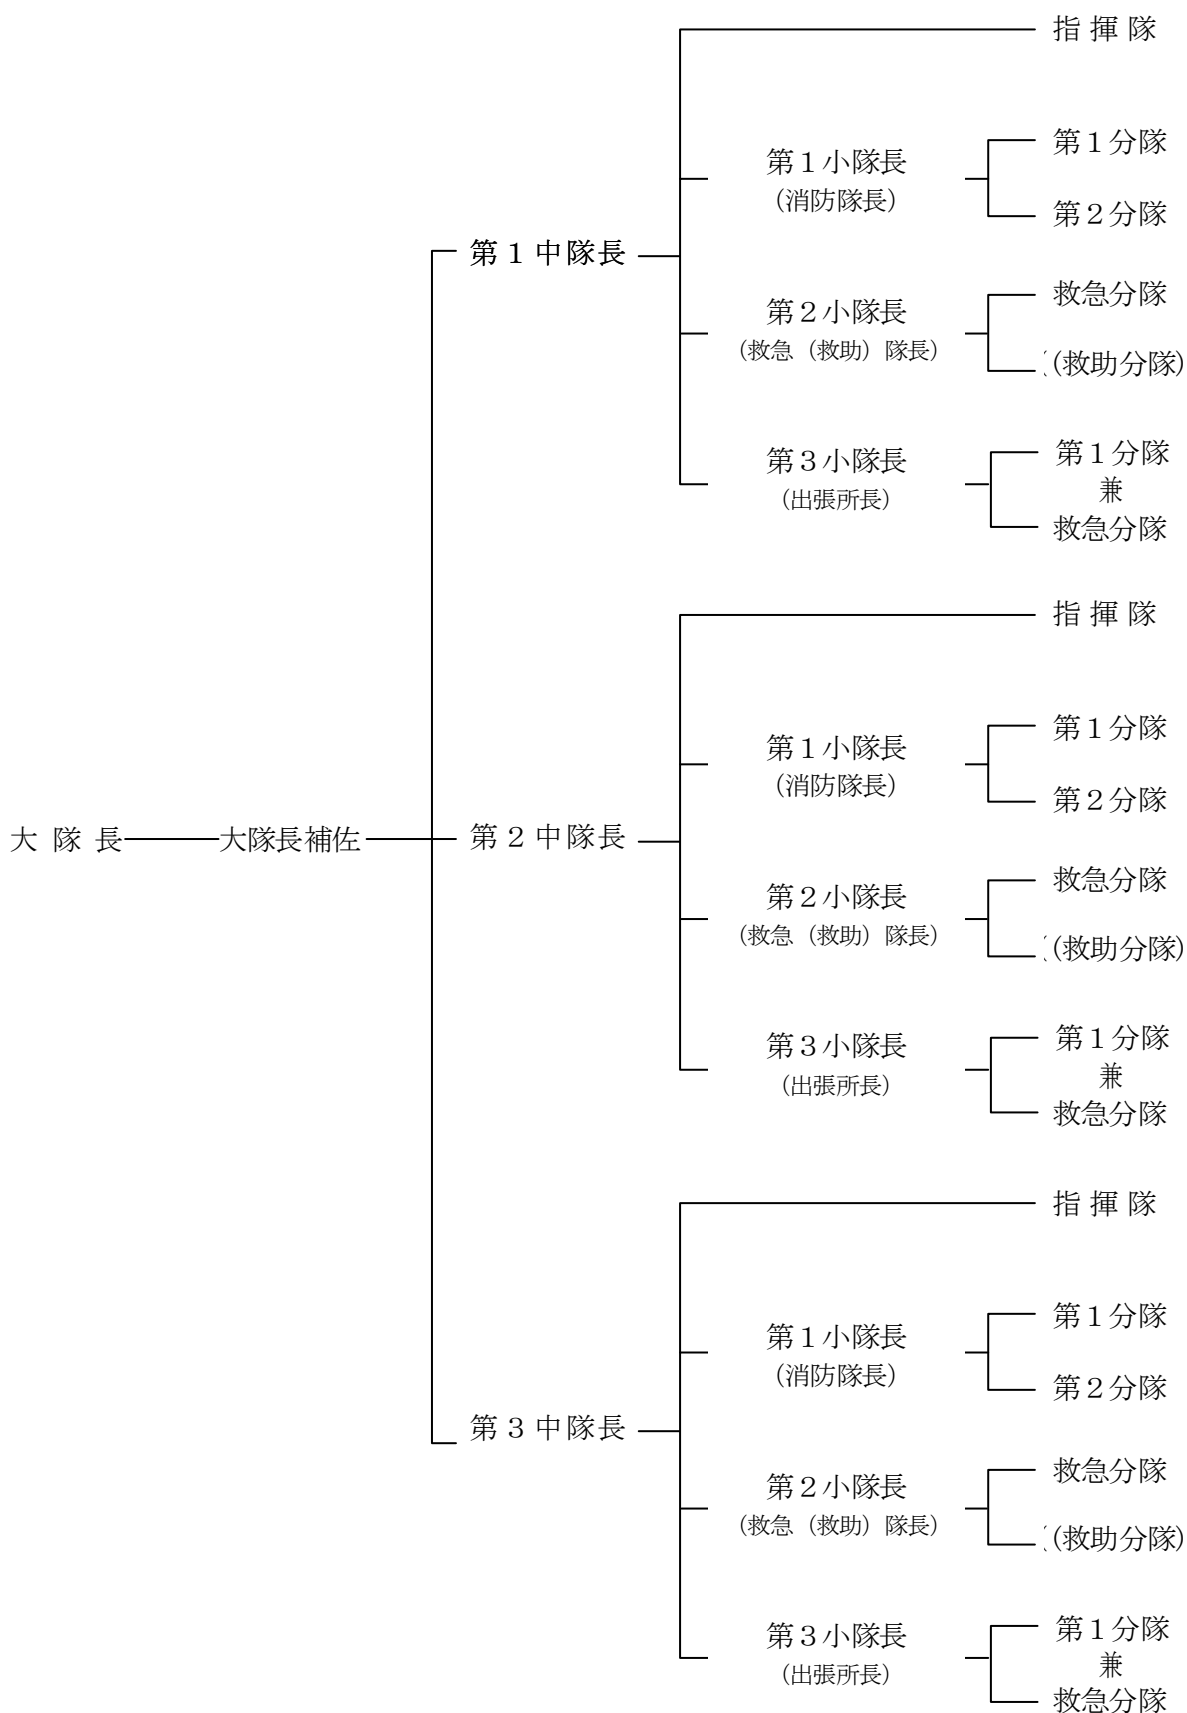 指揮隊
第１分隊
第１小隊長
（消防隊長）
第２分隊
第１中隊長
救急分隊
第２小隊長
（救急（救助）隊長）
（(救助分隊)
第１分隊
第３小隊長
兼
（出張所長）
救急分隊
指揮隊
第１分隊
第１小隊長
（消防隊長）
第２分隊
大隊長
大隊長補佐
第２中隊長
救急分隊
第２小隊長
（救急（救助）隊長）
（(救助分隊)
第１分隊
第３小隊長
兼
（出張所長）
救急分隊
指揮隊
第１分隊
第１小隊長
（消防隊長）
第２分隊
第３中隊長
救急分隊
第２小隊長
（救急（救助）隊長）
（(救助分隊)
第１分隊
第３小隊長
兼
（出張所長）
救急分隊